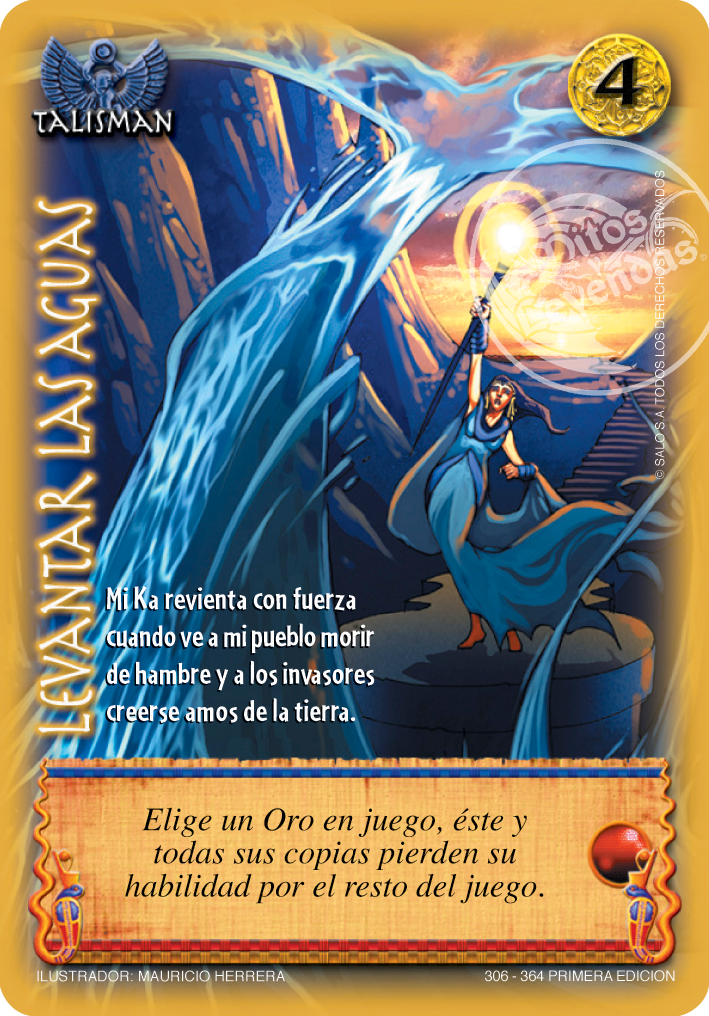 TALISMAN
4
Mitos
y
Leyendas
© SALO S.A. TODOS LOS DERECHOS RESERVADOS
LEVANTAR LAS AGUAS
Mi Ka revienta con fuerza
cuando ve a mi pueblo morir
de hambre y a los invasores
creerse amos de la tierra.
Elige un Oro en juego, éste y
todas sus copias pierden su
habilidad por el resto del juego.
ILUSTRADOR: MAURICIO HERRERA
306 - 364 PRIMERA EDICION